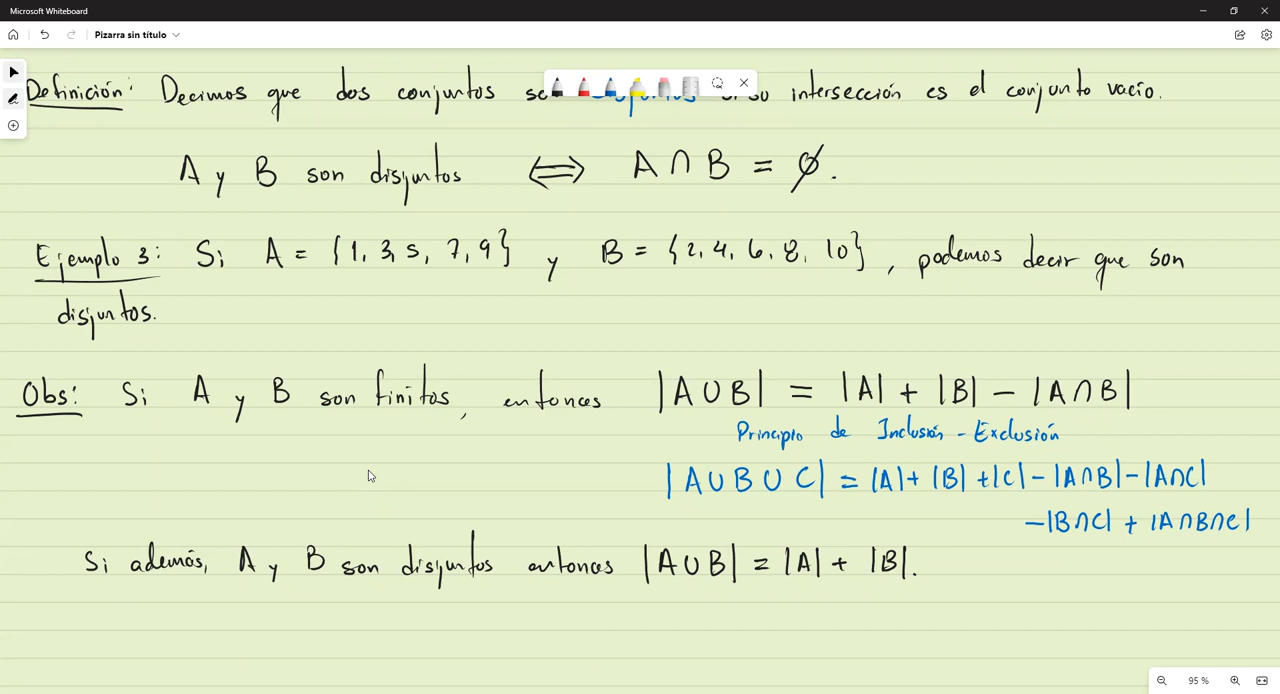 Microsoft Whiteboard
Pizarra sin título
Definición: Decimos que dos conjuntos si su intersección es el conjunto vacío.
A y B son disjuntos ⟺ A ∩ B = ∅.
Ejemplo 3: Si A = {1, 3, 5, 7, 9} y B = {2, 4, 6, 8, 10}, podemos decir que son
disjuntos.
Obs: Si A y B son finitos, entonces |A ∪ B| = |A| + |B| − |A ∩ B|
Principio de Inclusión - Exclusión
|A ∪ B ∪ C| = |A| + |B| + |C| − |A∩B| − |A∩C|
− |B∩C| + |A∩B∩C|
Si además, A y B son disjuntos entonces |A ∪ B| = |A| + |B|.
95 %